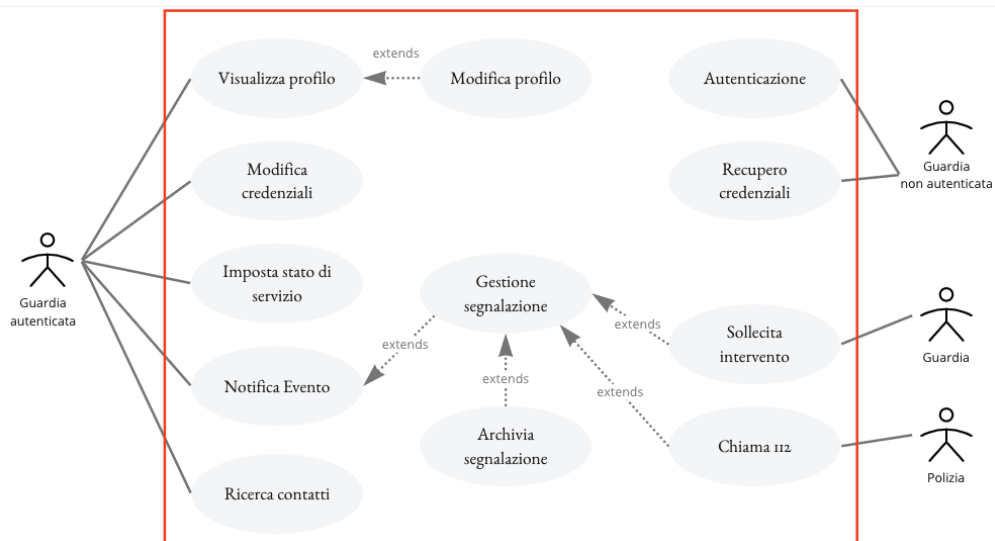 extends
Visualizza profilo
Modifica profilo
Autenticazione
Guardia
non autenticata
Modifica
credenziali
Recupero
credenziali
Guardia
autenticata
Imposta stato di
servizio
Gestione
segnalazione
extends
Sollecita
intervento
Guardia
extends
Notifica Evento
extends
extends
Archivia
segnalazione
Chiama 112
Polizia
Ricerca contatti